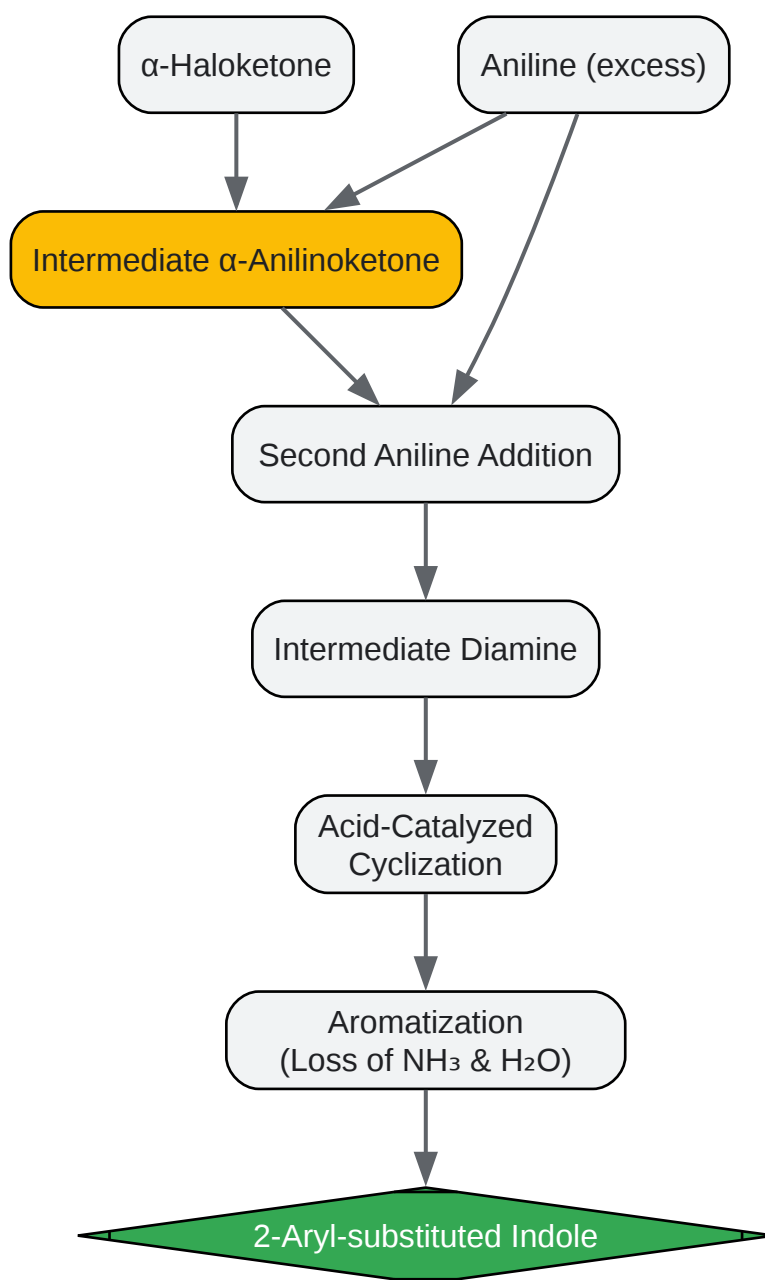 α-Haloketone
Aniline (excess)
Intermediate α-Anilinoketone
Second Aniline Addition
Intermediate Diamine
Acid-Catalyzed
Cyclization
Aromatization
(Loss of NH₃ & H₂O)
2-Aryl-substituted Indole